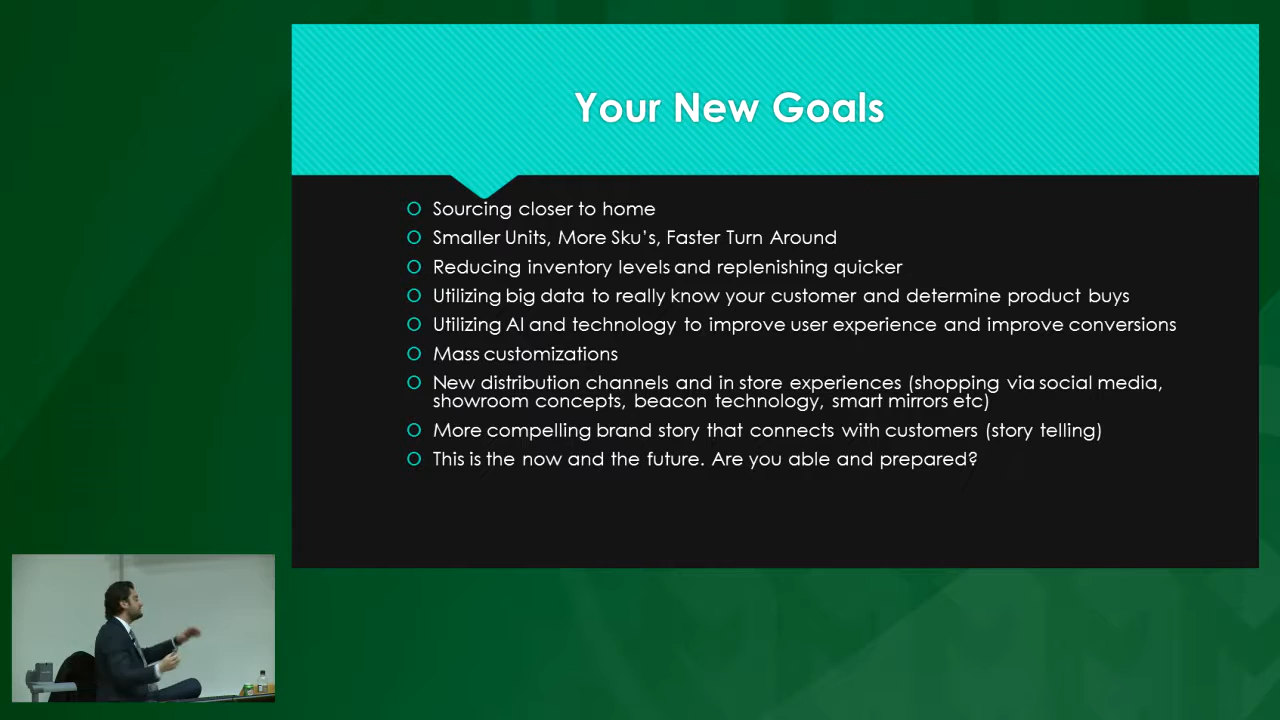 Your New Goals
Sourcing closer to home
Smaller Units, More Sku's, Faster Turn Around
Reducing inventory levels and replenishing quicker
Utilizing big data to really know your customer and determine product buys
Utilizing AI and technology to improve user experience and improve conversions
Mass customizations
New distribution channels and in store experiences (shopping via social media,
showroom concepts, beacon technology, smart mirrors etc)
More compelling brand story that connects with customers (story telling)
This is the now and the future. Are you able and prepared?